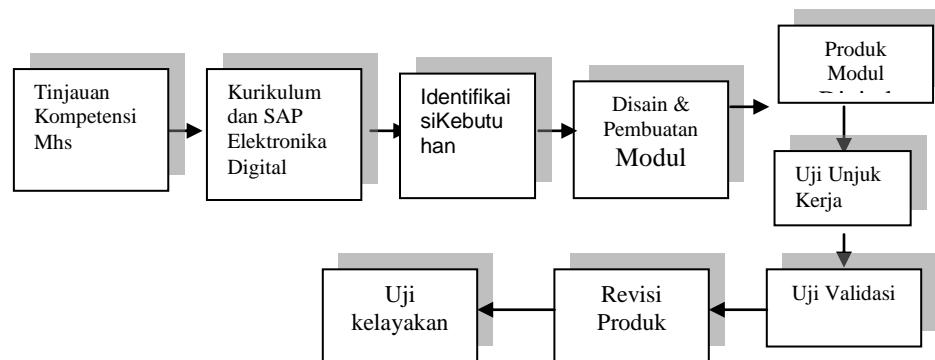 Tinjauan
Kompetensi
Mhs
Kurikulum
dan SAP
Elektronika
Digital
Identifikai
siKebutu
han
Disain &
Pembuatan
Modul
Produk
Modul
Uji Unjuk
Kerja
Uji Validasi
Revisi
Produk
Uji
kelayakan